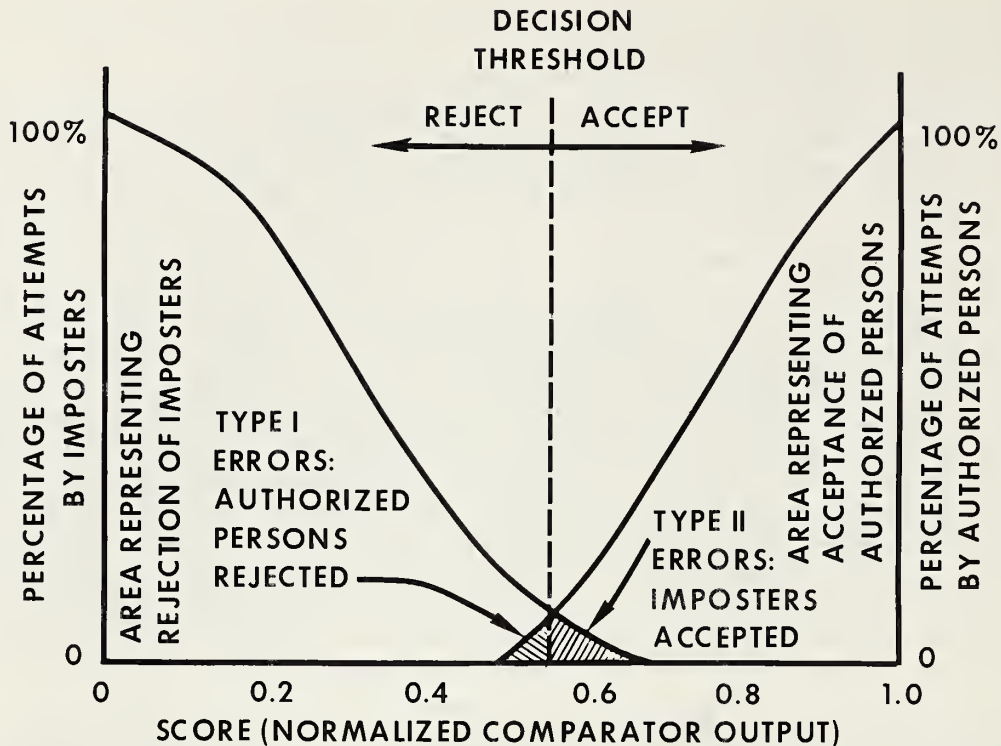 DECISION
THRESHOLD
REJECT
ACCEPT
100%
100%
PERCENTAGE OF ATTEMPTS
BY IMPOSTERS
AREA REPRESENTING
REJECTION OF IMPOSTERS
TYPE I
ERRORS:
AUTHORIZED
PERSONS
REJECTED
TYPE II
ERRORS:
IMPOSTERS
ACCEPTED
AREA REPRESENTING
ACCEPTANCE OF
AUTHORIZED PERSONS
PERCENTAGE OF ATTEMPTS
BY AUTHORIZED PERSONS
0
0
0 0.2 0.4 0.6 0.8 1.0
SCORE (NORMALIZED COMPARATOR OUTPUT)